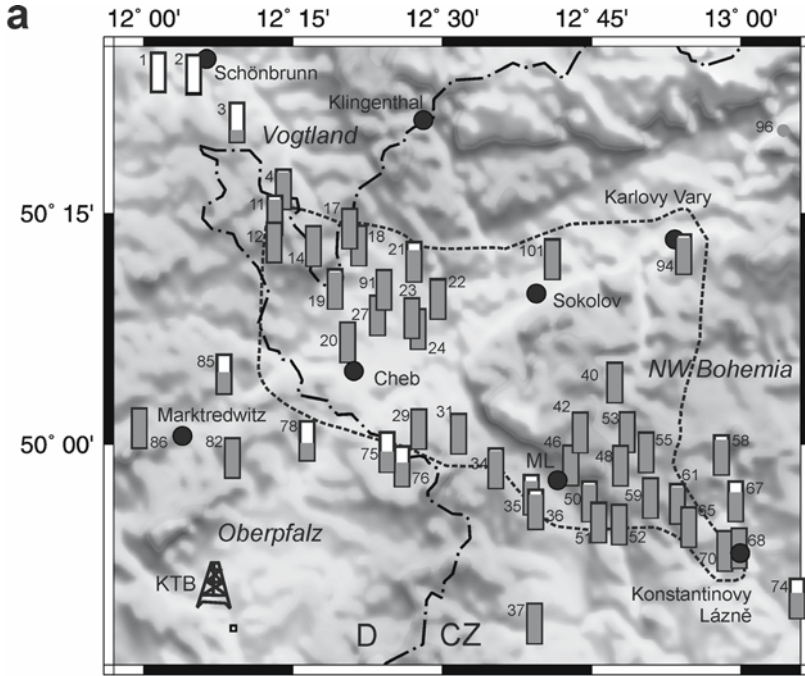 a
12° 00' 12° 15' 12° 30' 12° 45' 13° 00'
1 2
Schönbrunn
3
Klingenthal
Vogtland
96
4
Karlovy Vary
11 17
50° 15'
12 14 18 21 101 94
19 91 23 22
Sokolov
27
20 24
Cheb
85 40
NW Bohemia
Marktredwitz
86 82 78 29 31 42 53 55 58
50° 00'
75 76 34 ML 46 48
35 36 50 59 61 67
51 52 65
Oberpfalz
70 68
KTB
Konstantinovy
Lázně
74
37
D CZ